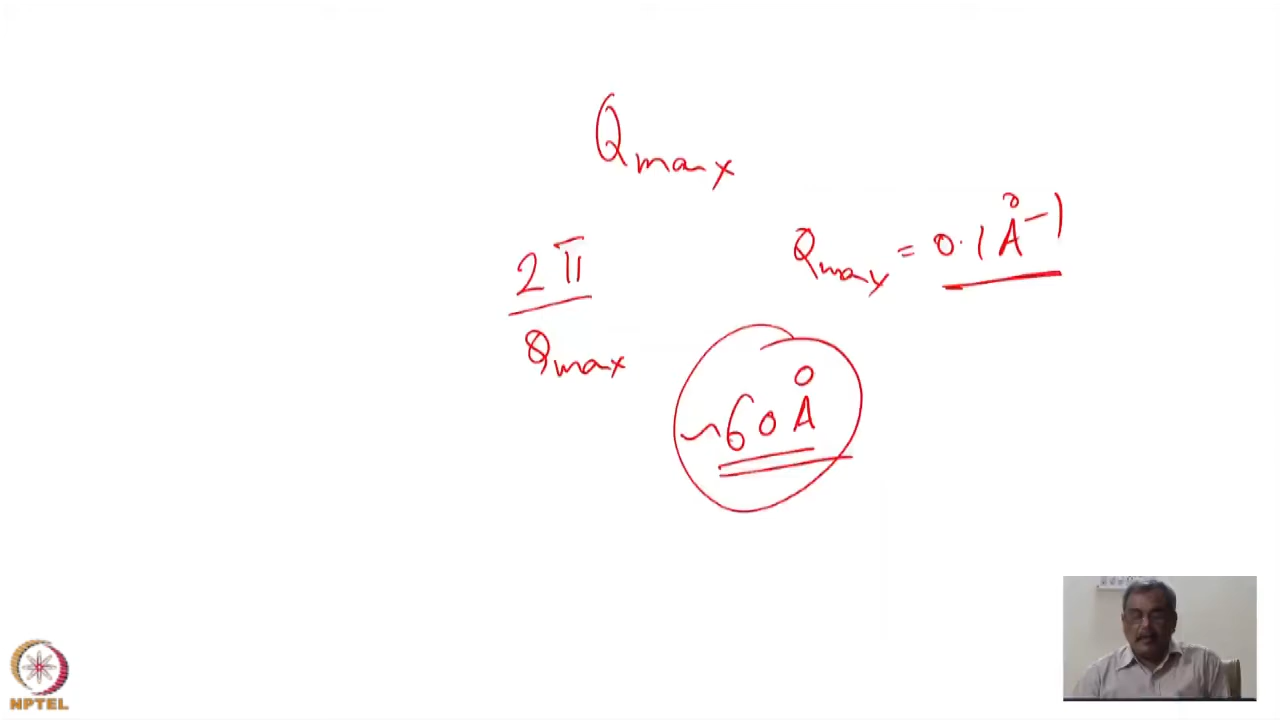 Qmax
Qmax = 0.1 Å⁻¹
2π
Qmax
~60 Å
NPTEL